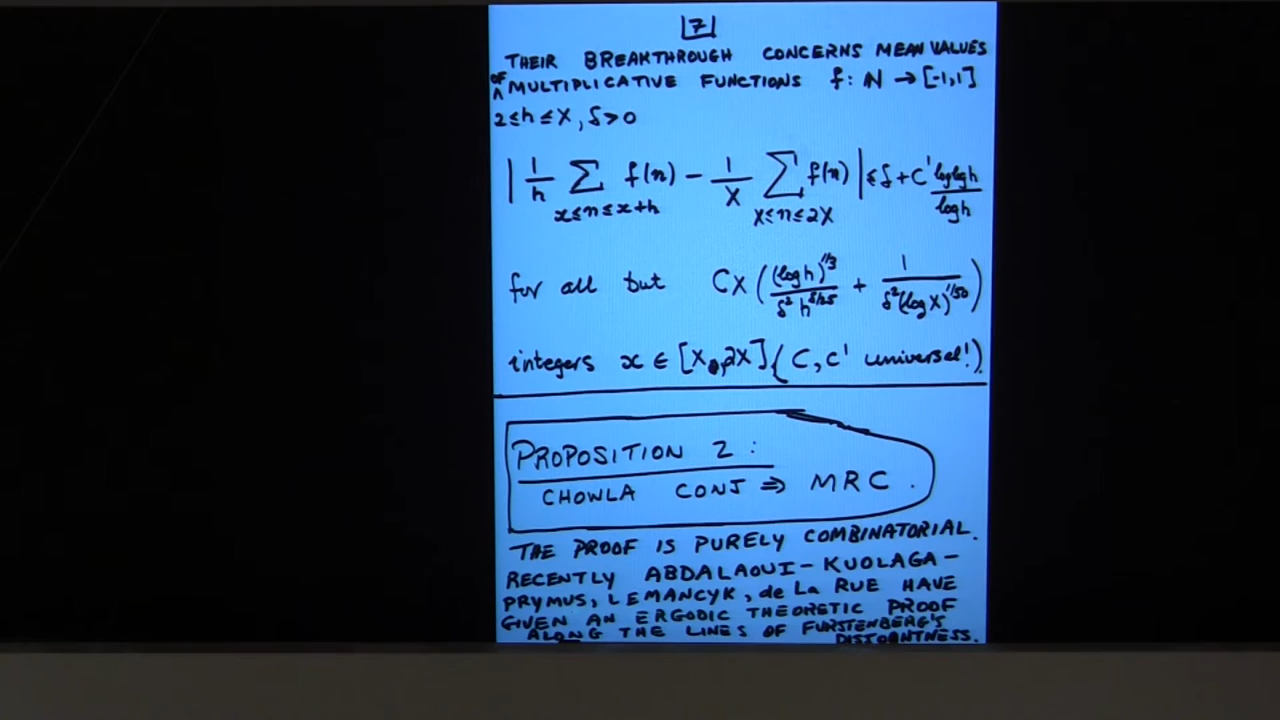 7
THEIR BREAKTHROUGH CONCERNS MEAN VALUES
OF MULTIPLICATIVE FUNCTIONS f: N → [-1,1]
2≤h≤X, δ>0
| 1/h ∑_{x≤n≤x+h} f(n) - 1/X ∑_{X≤n≤2X} f(n) | ≤ δ + C' loglogh/logh
for all but CX ( (logh)^{1/3} / δ² h^{δ/25} + 1 / δ²(logX)^{1/50} )
integers x ∈ [X,2X] ( C, C' universal! ).
PROPOSITION 2 :
CHOWLA CONJ ⇒ MRC .
THE PROOF IS PURELY COMBINATORIAL.
RECENTLY ABDALAOUI-KUOLAGA-
PRYMUS, LEMANCYK, de La RUE HAVE
GIVEN AN ERGODIC THEORETIC PROOF
ALONG THE LINES OF FURSTENBERG'S
DISJOINTNESS.